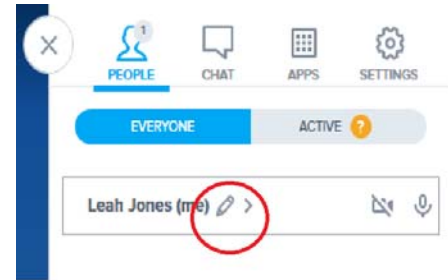 1
PEOPLE CHAT APPS SETTINGS
EVERYONE ACTIVE ?
Leah Jones (me) >